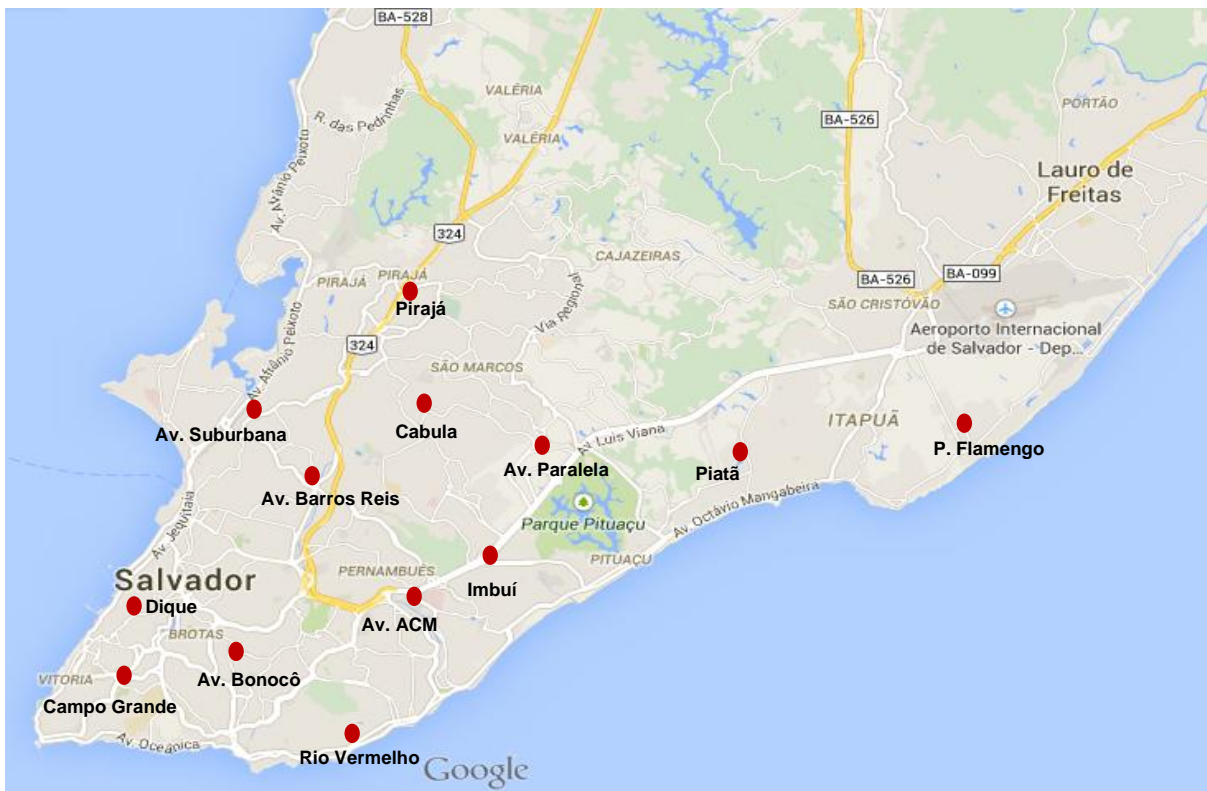 BA-528
VALÉRIA
R. das Pedrinhas
VALÉRIA
BA-526
PORTÃO
Lauro de
Freitas
Av. Afrânio Peixoto
324
CAJAZEIRAS
PIRAJÁ
PIRAJÁ
BA-526
BA-099
Pirajá
SÃO CRISTÓVÃO
Via Regional
Aeroporto Internacional
de Salvador - Dep...
324
Av. Afrânio Peixoto
SÃO MARCOS
Av. Suburbana
Cabula
ITAPUÃ
Av. Luis Viana
P. Flamengo
Av. Paralela
Piatã
Av. Barros Reis
Av. Octávio Mangabeira
Parque Pituaçu
Av. Jequitaia
PITUAÇU
PERNAMBUÉS
Salvador
Imbuí
Dique
Av. ACM
BROTAS
Av. Bonocô
VITORIA
Campo Grande
Av. Oceânica
Rio Vermelho
Google